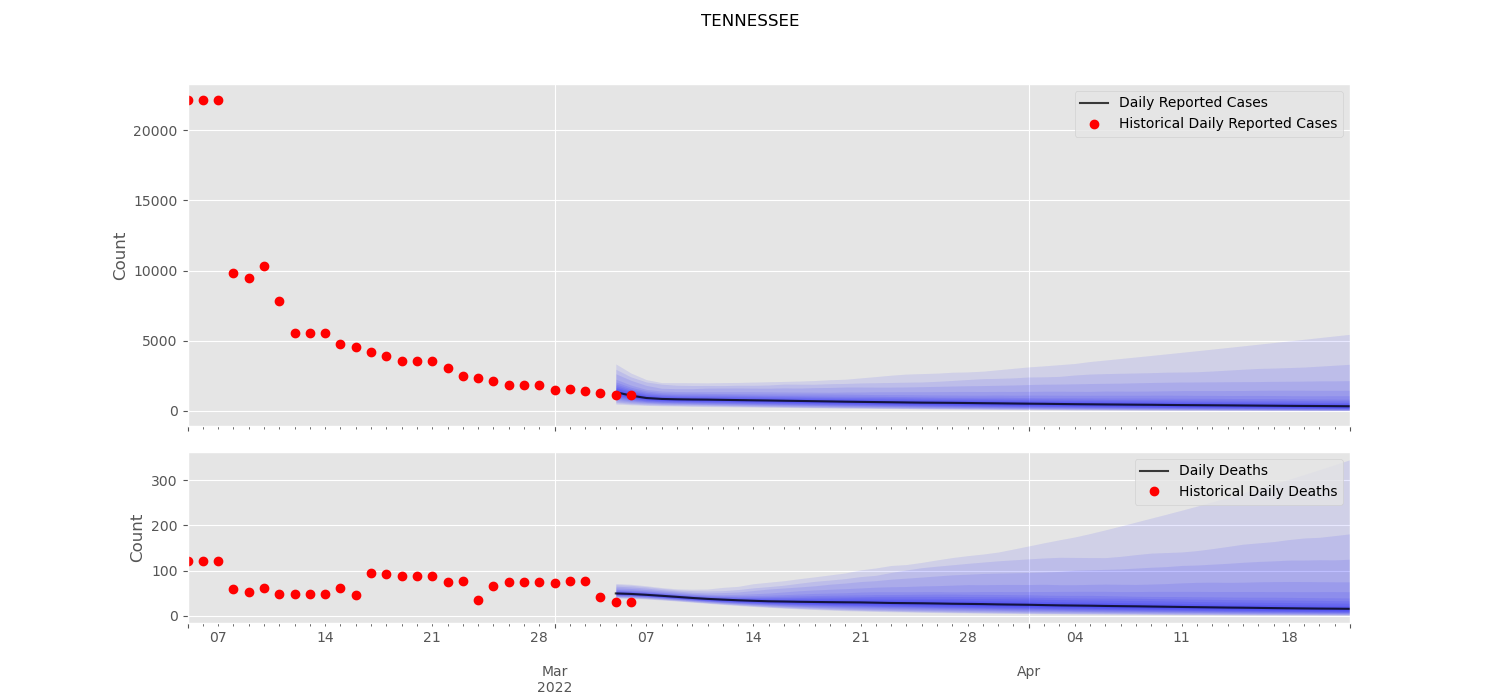 TENNESSEE
Daily Reported Cases
Historical Daily Reported Cases
20000
15000
10000
5000
0
Count
Daily Deaths
Historical Daily Deaths
300
200
100
0
Count
07 14 21 28 07 14 21 28 04 11 18
Mar Apr
2022